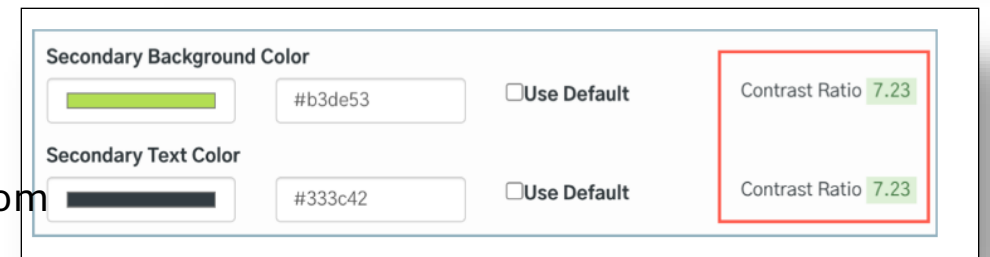 Secondary Background Color
#b3de53 Use Default Contrast Ratio 7.23
Secondary Text Color
om #333c42 Use Default Contrast Ratio 7.23